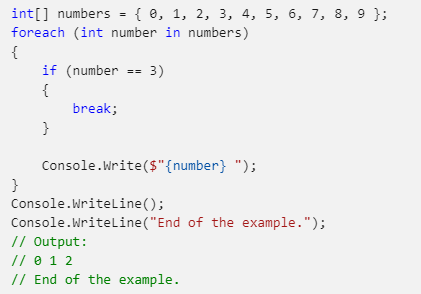 int[] numbers = { 0, 1, 2, 3, 4, 5, 6, 7, 8, 9 };
foreach (int number in numbers)
{
    if (number == 3)
    {
        break;
    }

    Console.Write($"{number} ");
}
Console.WriteLine();
Console.WriteLine("End of the example.");
// Output:
// 0 1 2
// End of the example.